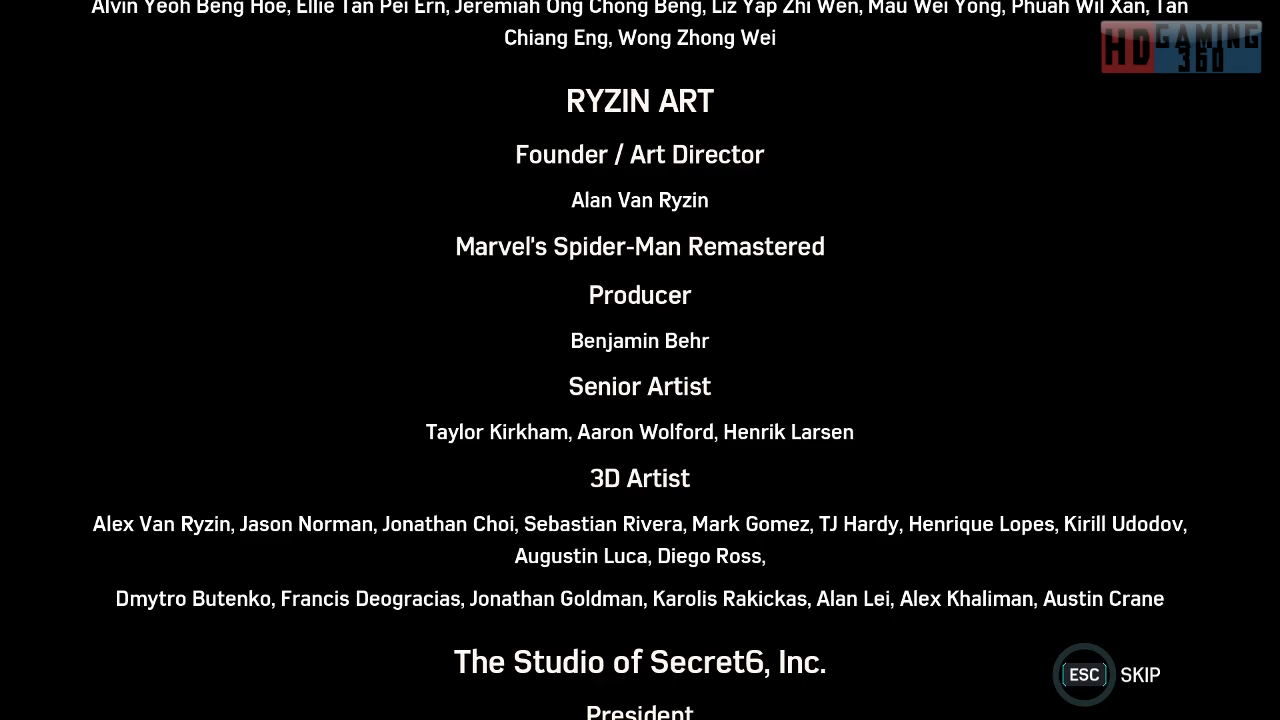 Alvin Yeoh Beng Hoe, Ellie Tan Pei Ern, Jeremiah Ong Chong Beng, Liz Yap Zhi Wen, Mau Wei Yong, Phuah Wil Xan, Tan
Chiang Eng, Wong Zhong Wei
HD GAMING 360
RYZIN ART
Founder / Art Director
Alan Van Ryzin
Marvel's Spider-Man Remastered
Producer
Benjamin Behr
Senior Artist
Taylor Kirkham, Aaron Wolford, Henrik Larsen
3D Artist
Alex Van Ryzin, Jason Norman, Jonathan Choi, Sebastian Rivera, Mark Gomez, TJ Hardy, Henrique Lopes, Kirill Udodov,
Augustin Luca, Diego Ross,
Dmytro Butenko, Francis Deogracias, Jonathan Goldman, Karolis Rakickas, Alan Lei, Alex Khaliman, Austin Crane
The Studio of Secret6, Inc.
ESC SKIP
President